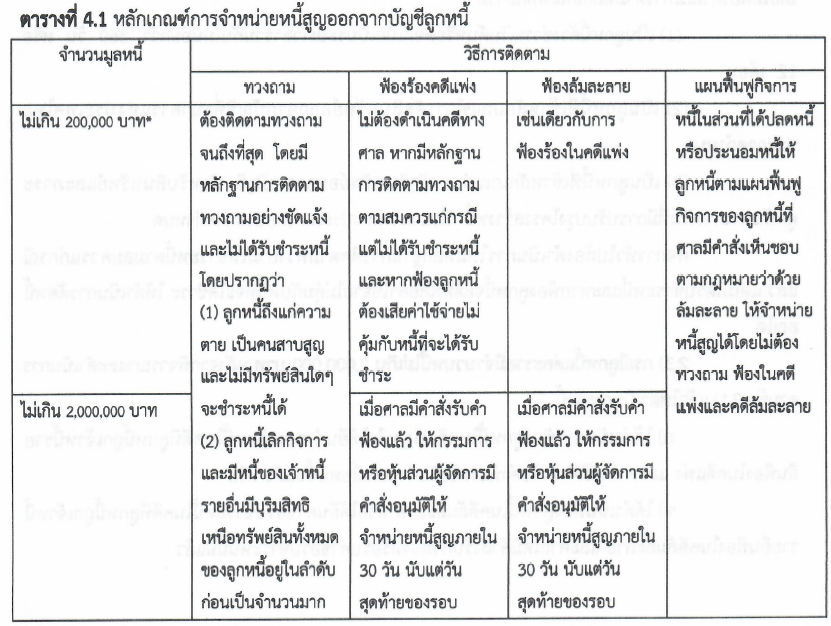 ตารางที่ 4.1 หลักเกณฑ์การจำหน่ายหนี้สูญออกจากบัญชีลูกหนี้
จำนวนมูลหนี้
วิธีการติดตาม
ทวงถาม
ฟ้องร้องคดีแพ่ง
ฟ้องล้มละลาย
แผนฟื้นฟูกิจการ
ไม่เกิน 200,000 บาท*
ต้องติดตามทวงถาม
จนถึงที่สุด โดยมี
หลักฐานการติดตาม
ทวงถามอย่างชัดแจ้ง
และไม่ได้รับชำระหนี้
โดยปรากฏว่า
(1) ลูกหนี้ถึงแก่ความ
ตาย เป็นคนสาบสูญ
และไม่มีทรัพย์สินใดๆ
จะชำระหนี้ได้
(2) ลูกหนี้เลิกกิจการ
และมีหนี้ของเจ้าหนี้
รายอื่นมีบุริมสิทธิ
เหนือทรัพย์สินทั้งหมด
ของลูกหนี้อยู่ในลำดับ
ก่อนเป็นจำนวนมาก
ไม่ต้องดำเนินคดีทาง
ศาล หากมีหลักฐาน
การติดตามทวงถาม
ตามสมควรแก่กรณี
แต่ไม่ได้รับชำระหนี้
และหากฟ้องลูกหนี้
ต้องเสียค่าใช้จ่ายไม่
คุ้มกับหนี้ที่จะได้รับ
ชำระ
เช่นเดียวกับการ
ฟ้องร้องในคดีแพ่ง
หนี้ในส่วนที่ได้ปลดหนี้
หรือประนอมหนี้ให้
ลูกหนี้ตามแผนฟื้นฟู
กิจการของลูกหนี้ที่
ศาลมีคำสั่งเห็นชอบ
ตามกฎหมายว่าด้วย
ล้มละลาย ให้จำหน่าย
หนี้สูญได้โดยไม่ต้อง
ทวงถาม ฟ้องในคดี
แพ่งและคดีล้มละลาย
ไม่เกิน 2,000,000 บาท
เมื่อศาลมีคำสั่งรับคำ
ฟ้องแล้ว ให้กรรมการ
หรือหุ้นส่วนผู้จัดการมี
คำสั่งอนุมัติให้
จำหน่ายหนี้สูญภายใน
30 วัน นับแต่วัน
สุดท้ายของรอบ
เมื่อศาลมีคำสั่งรับคำ
ฟ้องแล้ว ให้กรรมการ
หรือหุ้นส่วนผู้จัดการมี
คำสั่งอนุมัติให้
จำหน่ายหนี้สูญภายใน
30 วัน นับแต่วัน
สุดท้ายของรอบ